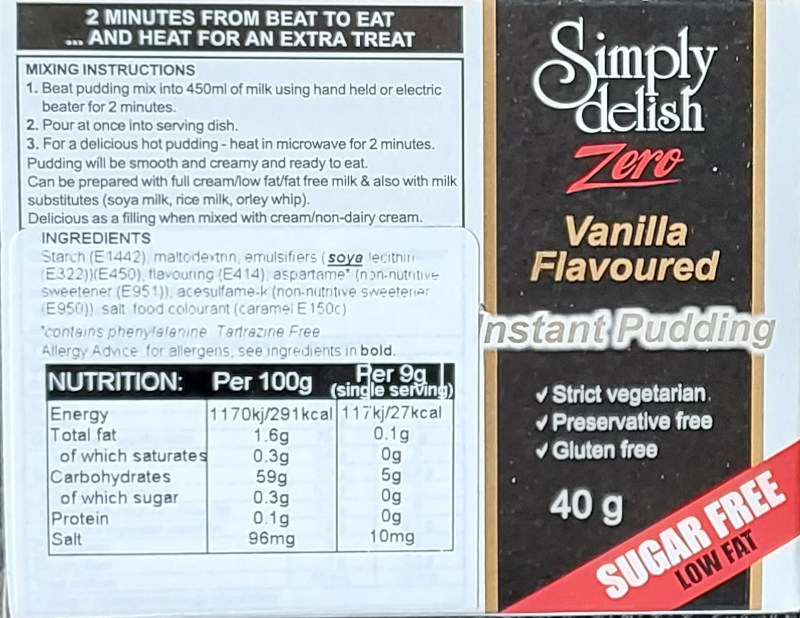 2 MINUTES FROM BEAT TO EAT
... AND HEAT FOR AN EXTRA TREAT
MIXING INSTRUCTIONS
1. Beat pudding mix into 450ml of milk using hand held or electric
beater for 2 minutes.
2. Pour at once into serving dish.
3. For a delicious hot pudding - heat in microwave for 2 minutes.
Pudding will be smooth and creamy and ready to eat.
Can be prepared with full cream/low fat/fat free milk & also with milk
substitutes (soya milk, rice milk, orley whip).
Delicious as a filling when mixed with cream/non-dairy cream.
INGREDIENTS
Starch (E1442), maltodextrin, emulsifiers (soya lecithin
(E322))(E450), flavouring (E414), aspartame* (non-nutritive
sweetener (E951)), acesulfame-k (non-nutritive sweetener
(E950)) salt food colourant (caramel E150c)
*contains phenylalanine Tartrazine Free
Allergy Advice for allergens, see ingredients in bold.
NUTRITION: Per 100g Per 9g
(single serving)
Energy 1170kj/291kcal 117kj/27kcal
Total fat 1.6g 0.1g
of which saturates 0.3g 0g
Carbohydrates 59g 5g
of which sugar 0.3g 0g
Protein 0.1g 0g
Salt 96mg 10mg
Simply
delish
Zero
Vanilla
Flavoured
Instant Pudding
✓ Strict vegetarian.
✓ Preservative free
✓ Gluten free
40 g
SUGAR FREE
LOW FAT